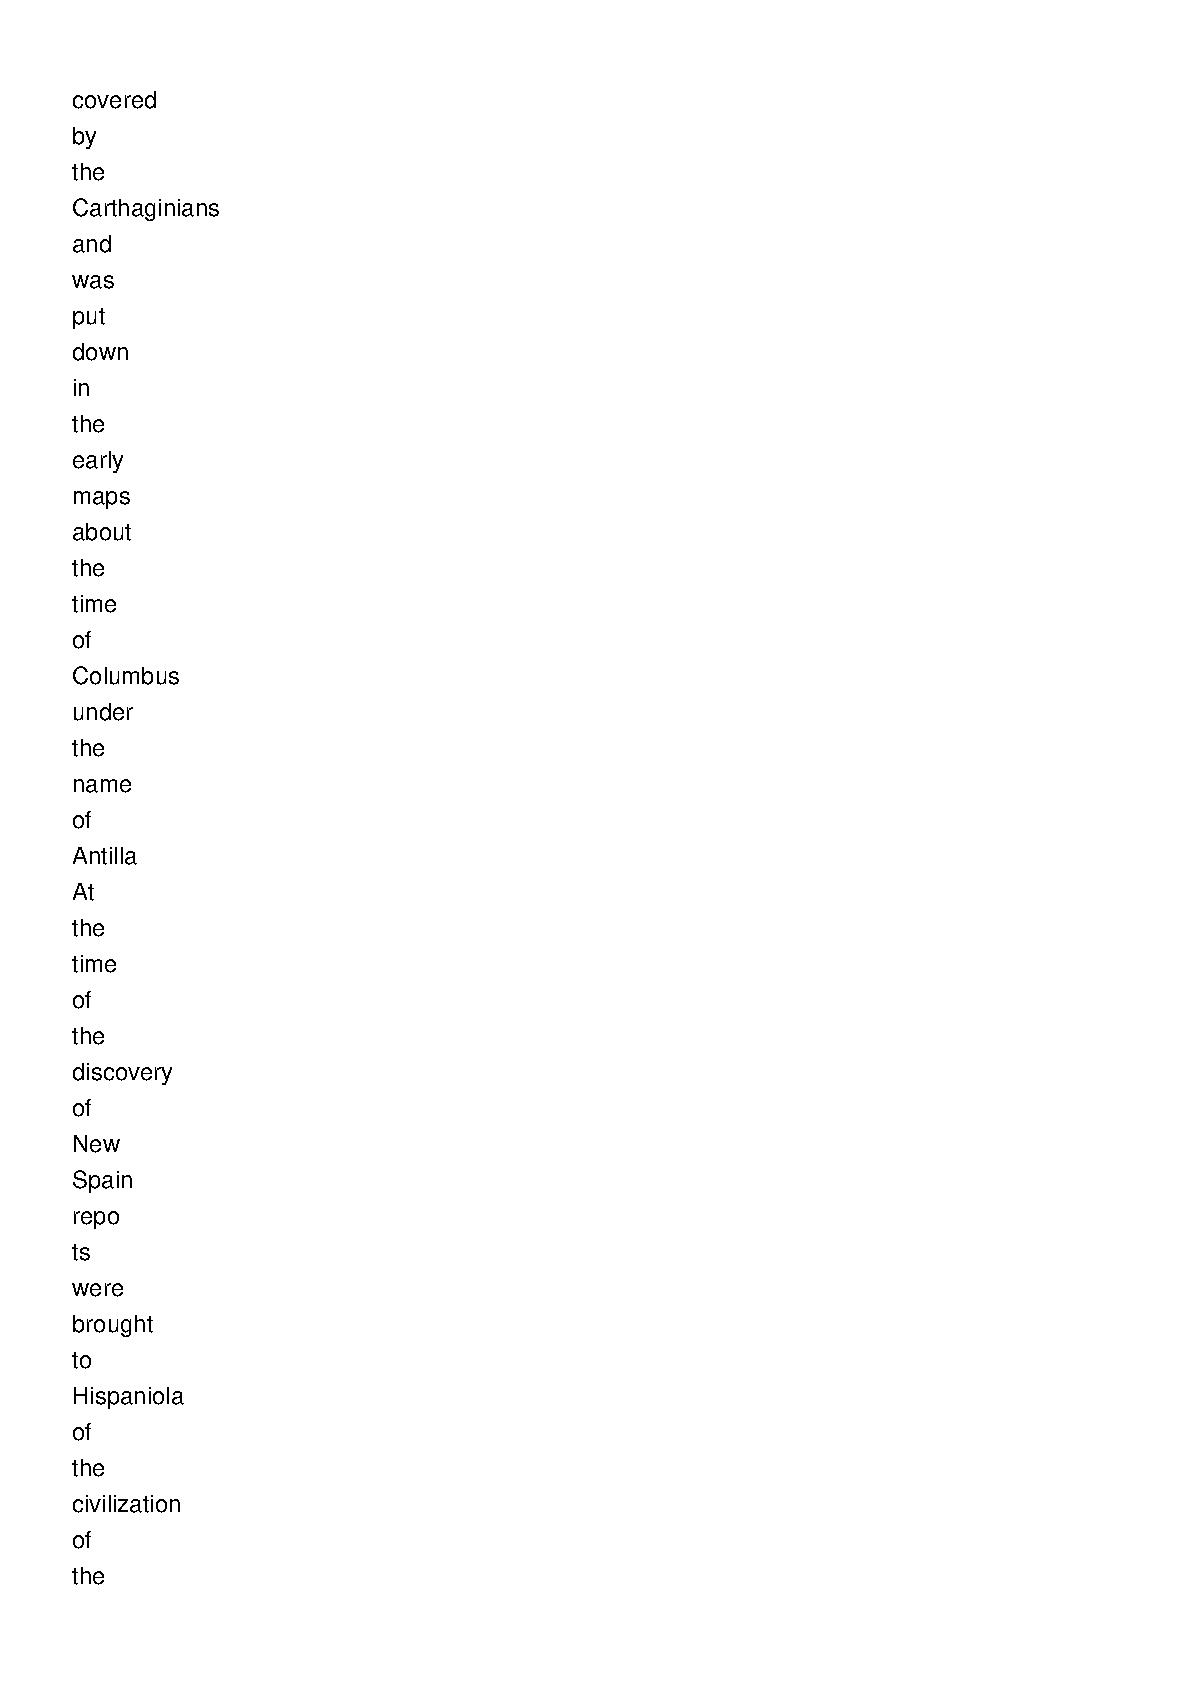 covered
by
the
Carthaginians
and
was
put
down
in
the
early
maps
about
the
time
of
Columbus
under
the
name
of
Antilla
At
the
time
of
the
discovery
of
New
Spain
repo
ts
were
brought
to
Hispaniola
of
the
civilization
of
the